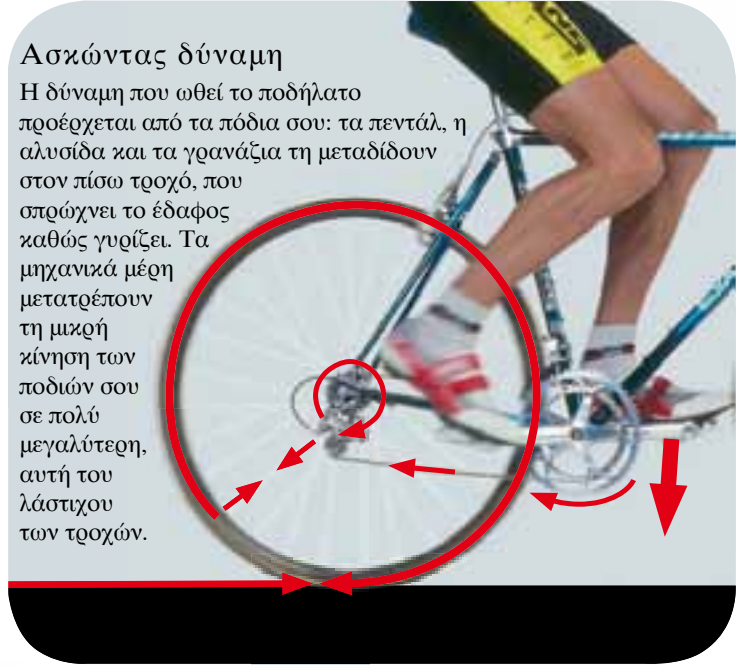 Ασκώντας δύναμη
Η δύναμη που ωθεί το ποδήλατο
προέρχεται από τα πόδια σου: τα πεντάλ, η
αλυσίδα και τα γρανάζια τη μεταδίδουν
στον πίσω τροχό, που
σπρώχνει το έδαφος
καθώς γυρίζει. Τα
μηχανικά μέρη
μετατρέπουν
τη μικρή
κίνηση των
ποδιών σου
σε πολύ
μεγαλύτερη,
αυτή του
λάστιχου
των τροχών.